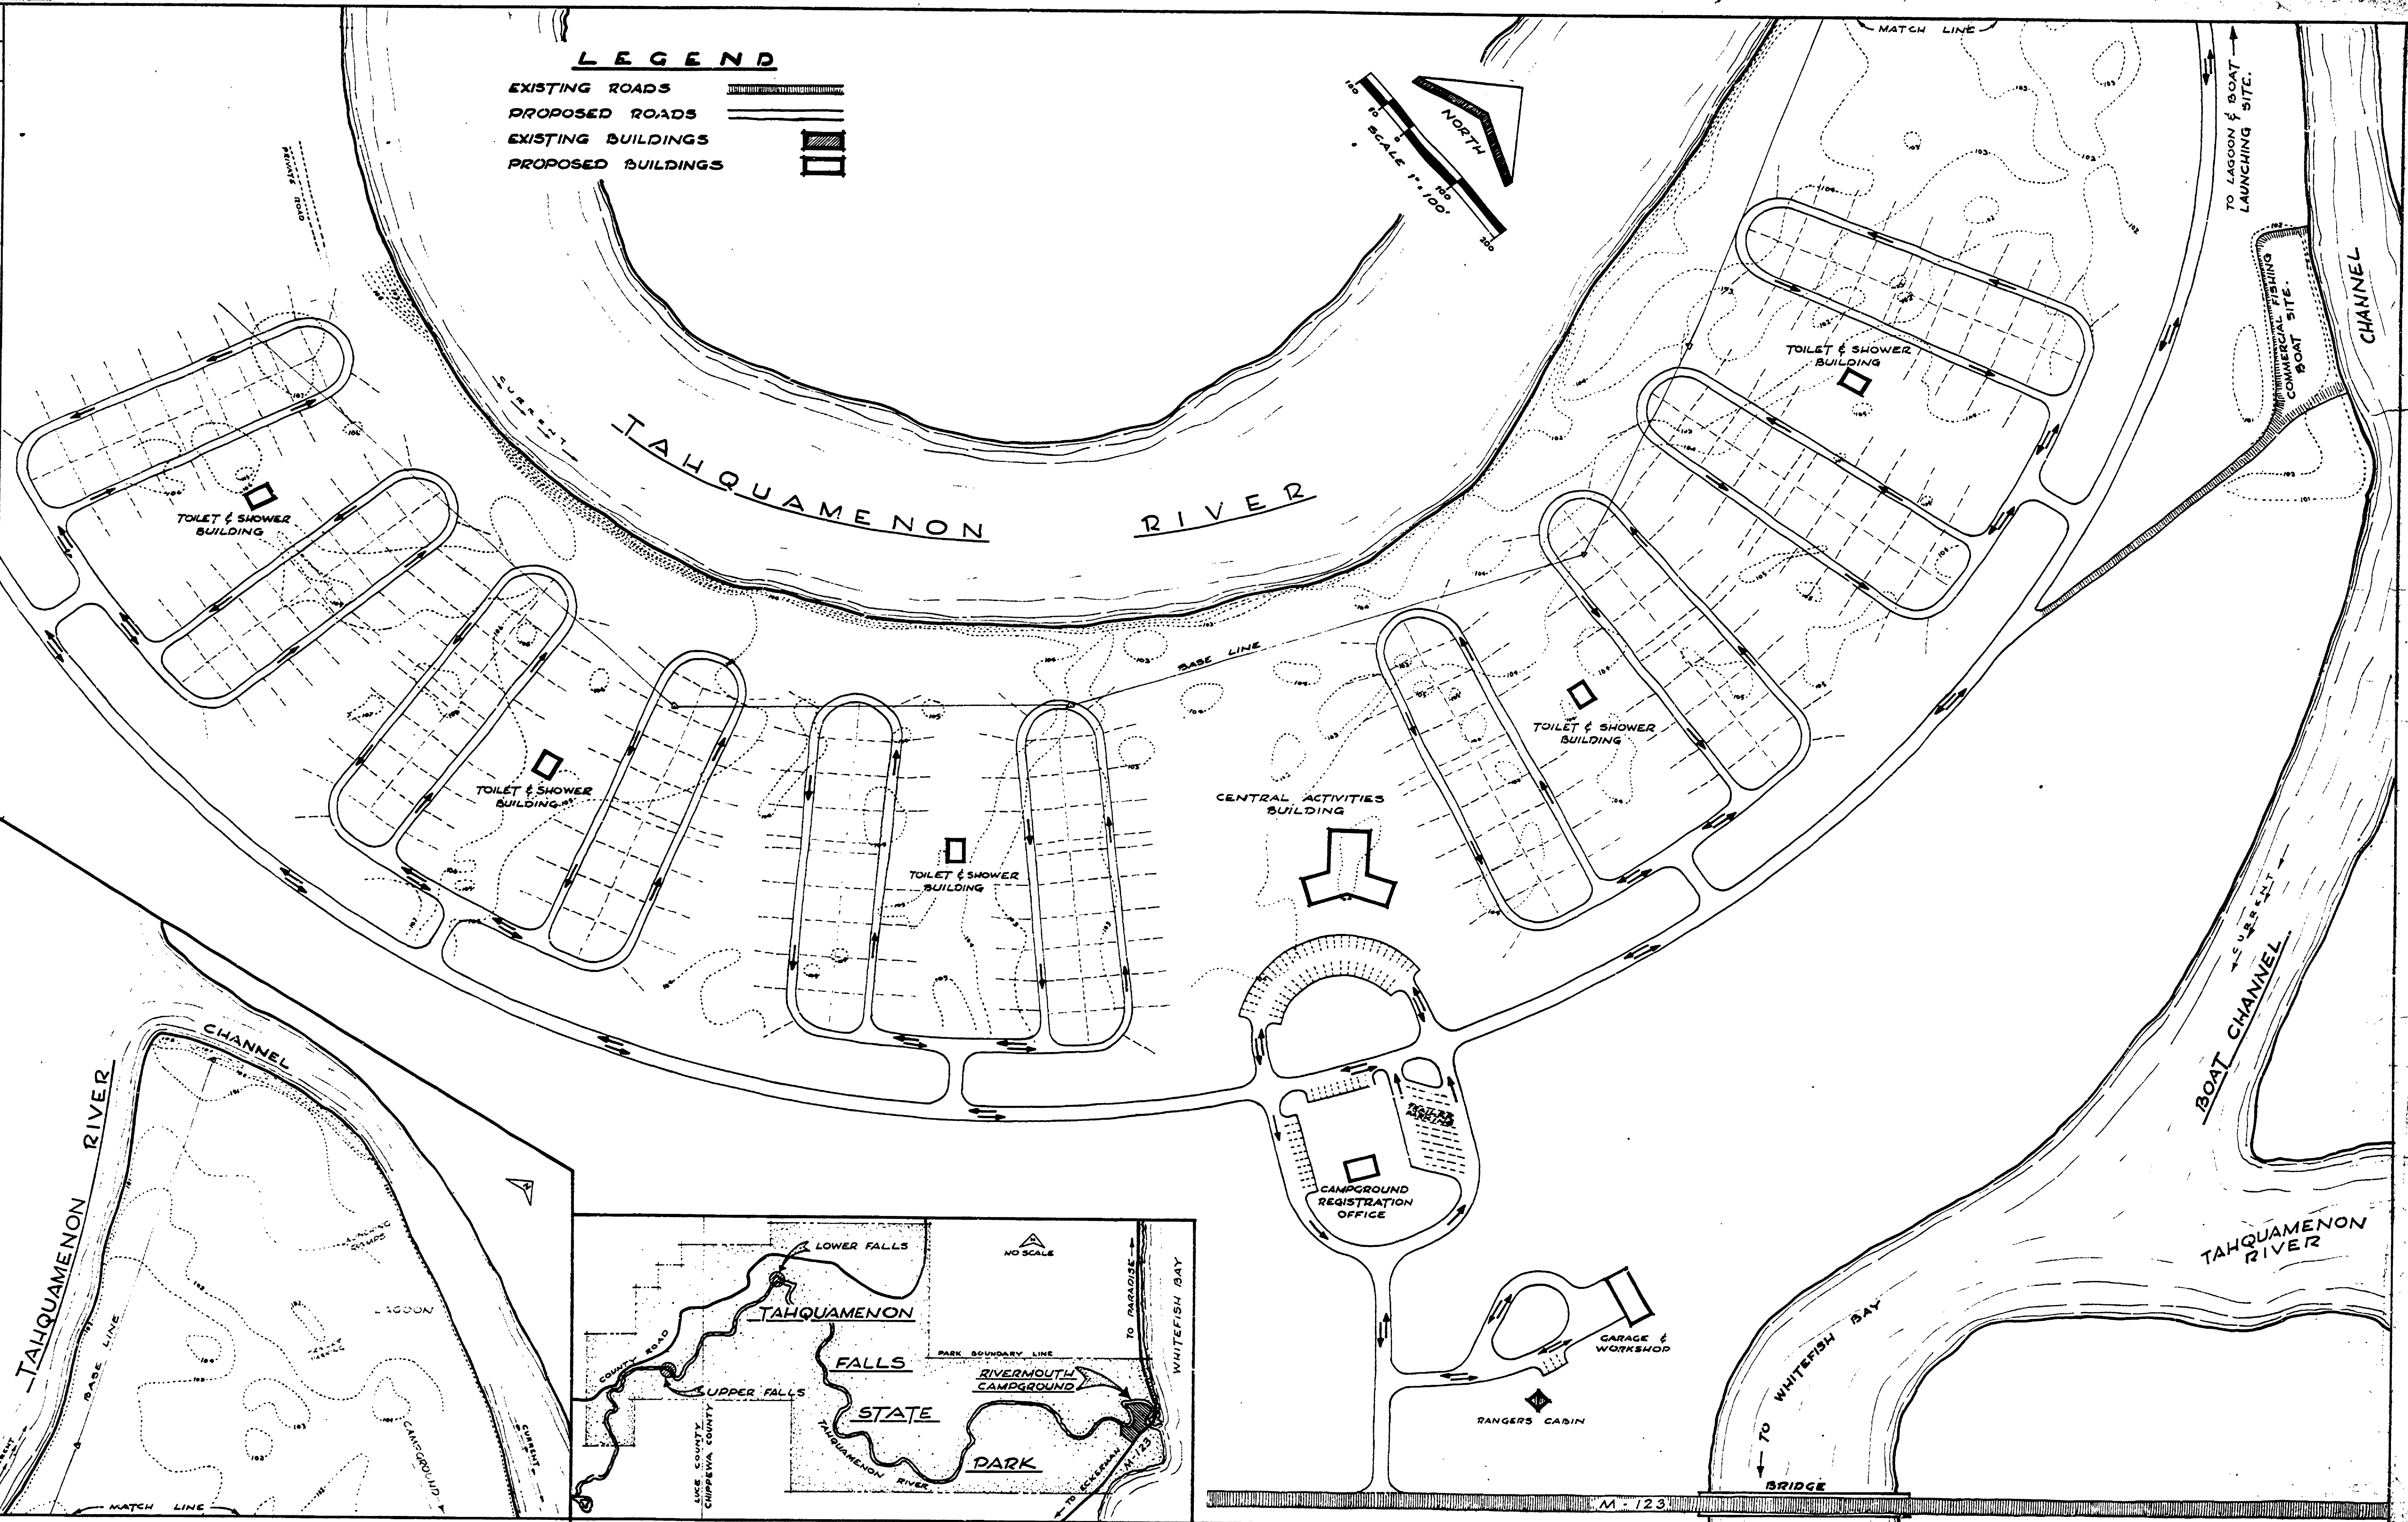 LEGEND
EXISTING ROADS
PROPOSED ROADS
EXISTING BUILDINGS
PROPOSED BUILDINGS
NORTH
100
50
0
100
200
SCALE 1" = 100'
MATCH LINE
TO LAGOON & BOAT
LAUNCHING SITE.
COMMERCIAL FISHING
BOAT SITE.
CHANNEL
PRIVATE ROAD
CURRENT
TAHQUAMENON RIVER
BASE LINE
TOILET & SHOWER
BUILDING
TOILET & SHOWER
BUILDING
TOILET & SHOWER
BUILDING
TOILET & SHOWER
BUILDING
TOILET & SHOWER
BUILDING
CENTRAL ACTIVITIES
BUILDING
TRAILER
PARKING
CAMPGROUND
REGISTRATION
OFFICE
GARAGE &
WORKSHOP
RANGERS CABIN
CURRENT
BOAT CHANNEL
TAHQUAMENON
RIVER
TO WHITEFISH BAY
BRIDGE
M-123
CHANNEL
TAHQUAMENON RIVER
BASE LINE
LAUNCHING
RAMPS
LAGOON
PARKING
CAMPGROUND
CURRENT
MATCH LINE
LOWER FALLS
NO SCALE
TO PARADISE
WHITEFISH BAY
TAHQUAMENON
FALLS
STATE
PARK
COUNTY ROAD
UPPER FALLS
PARK BOUNDARY LINE
RIVERMOUTH
CAMPGROUND
LUCE COUNTY
CHIPPEWA COUNTY
TAHQUAMENON RIVER
TO ECKERMAN
M-123